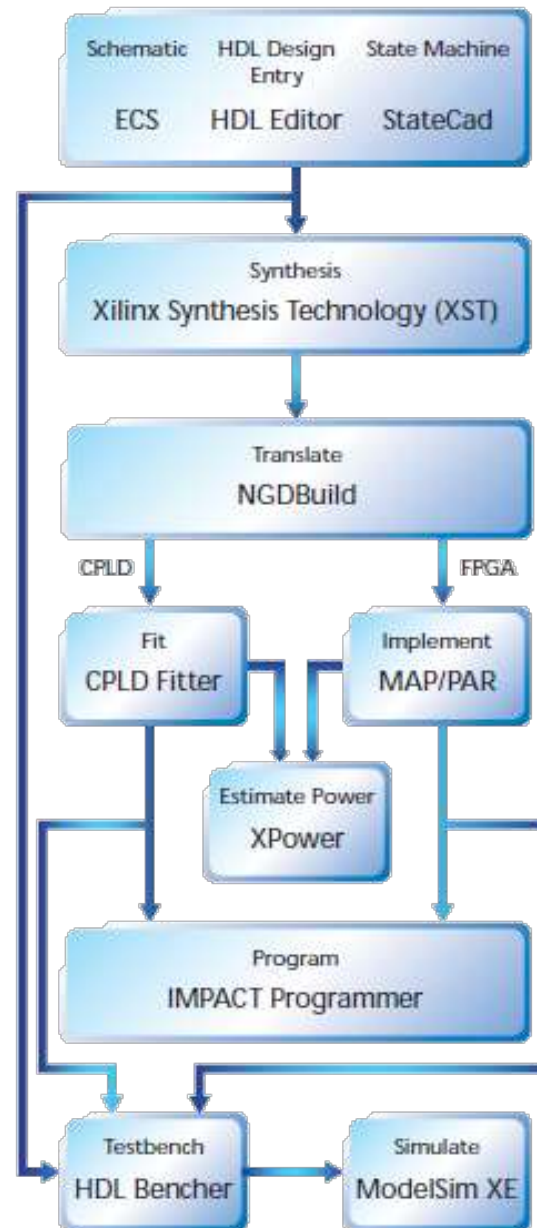 Schematic
HDL Design
Entry
State Machine
ECS
HDL Editor
StateCad
Synthesis
Xilinx Synthesis Technology (XST)
Translate
NGDBuild
CPLD
FPGA
Fit
CPLD Fitter
Implement
MAP/PAR
Estimate Power
XPower
Program
IMPACT Programmer
Testbench
HDL Bencher
Simulate
ModelSim XE